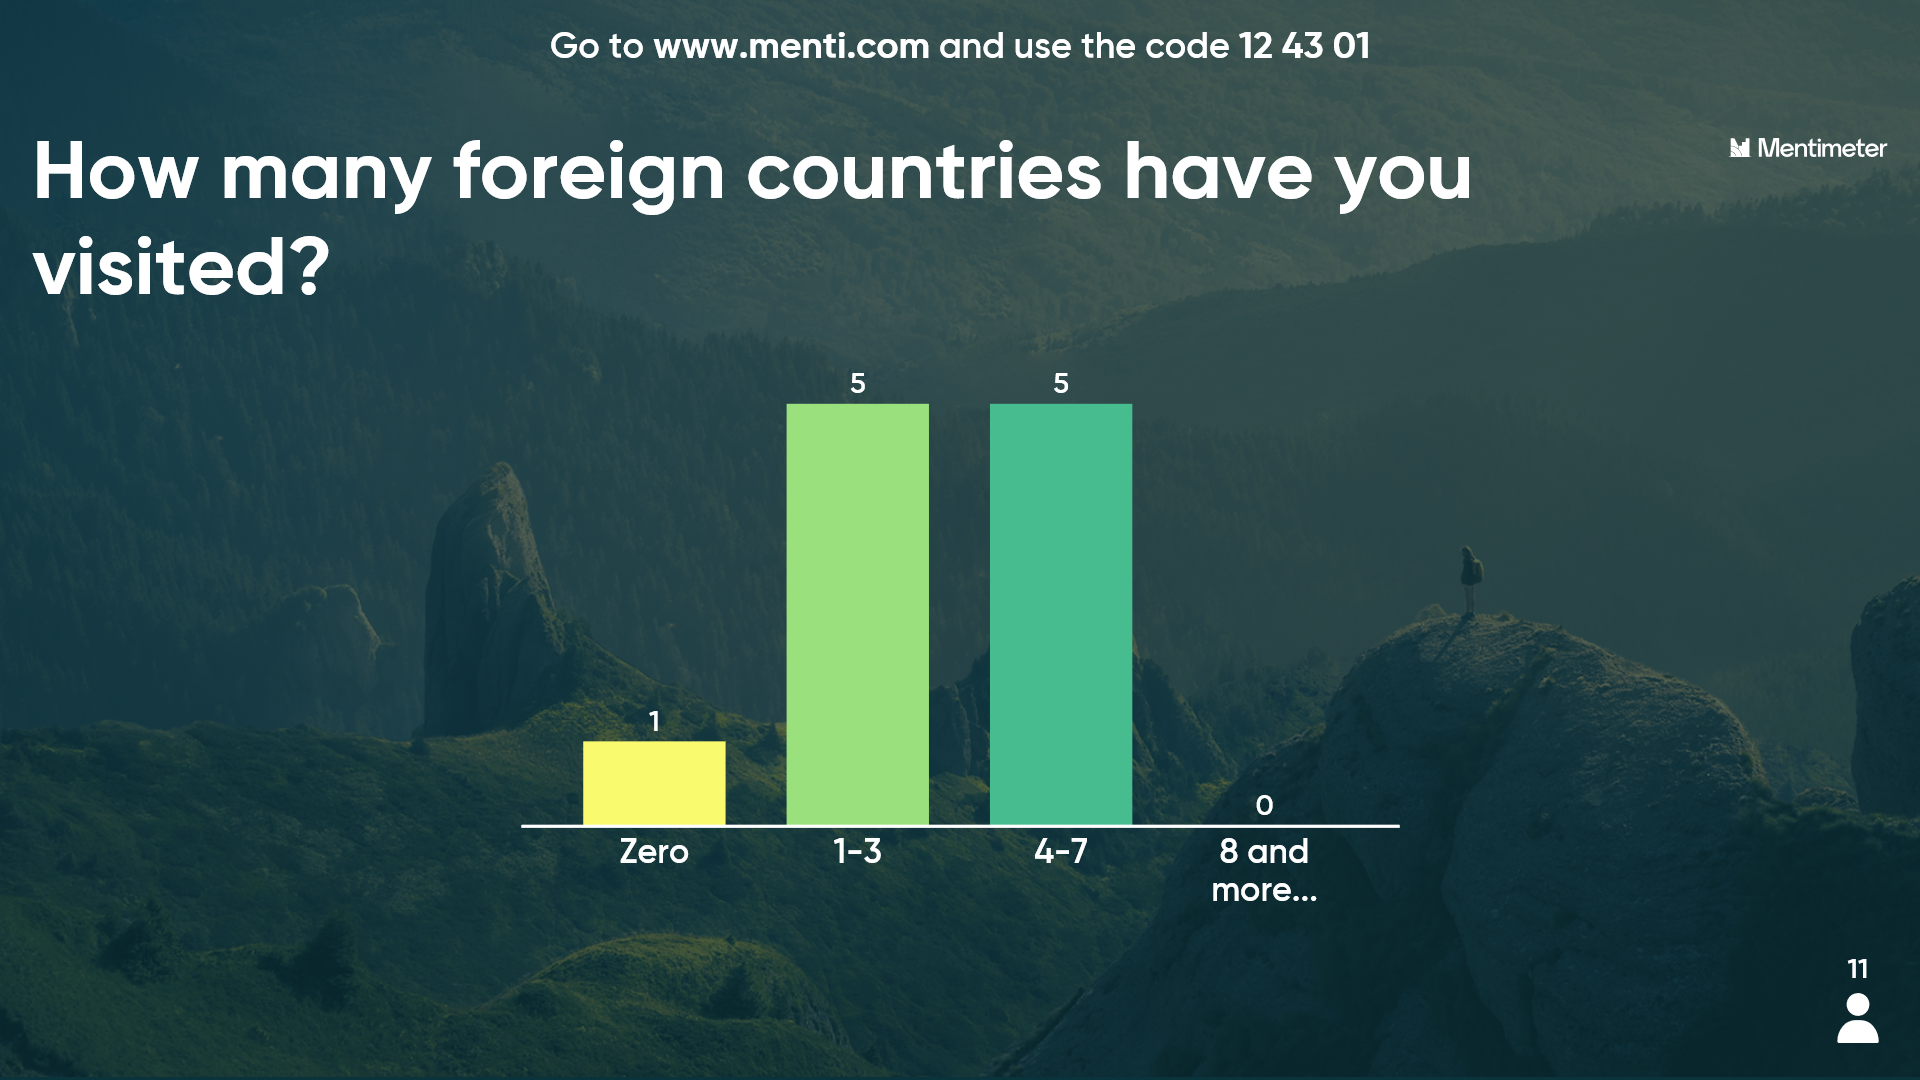 Go to www.menti.com and use the code 12 43 01
How many foreign countries have you
visited?
Mentimeter
5
5
1
0
Zero
1-3
4-7
8 and
more...
11